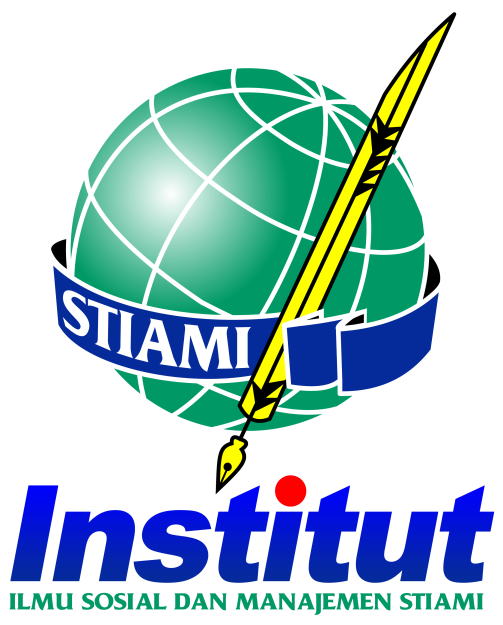 STIAMI
Institut
ILMU SOSIAL DAN MANAJEMEN STIAMI